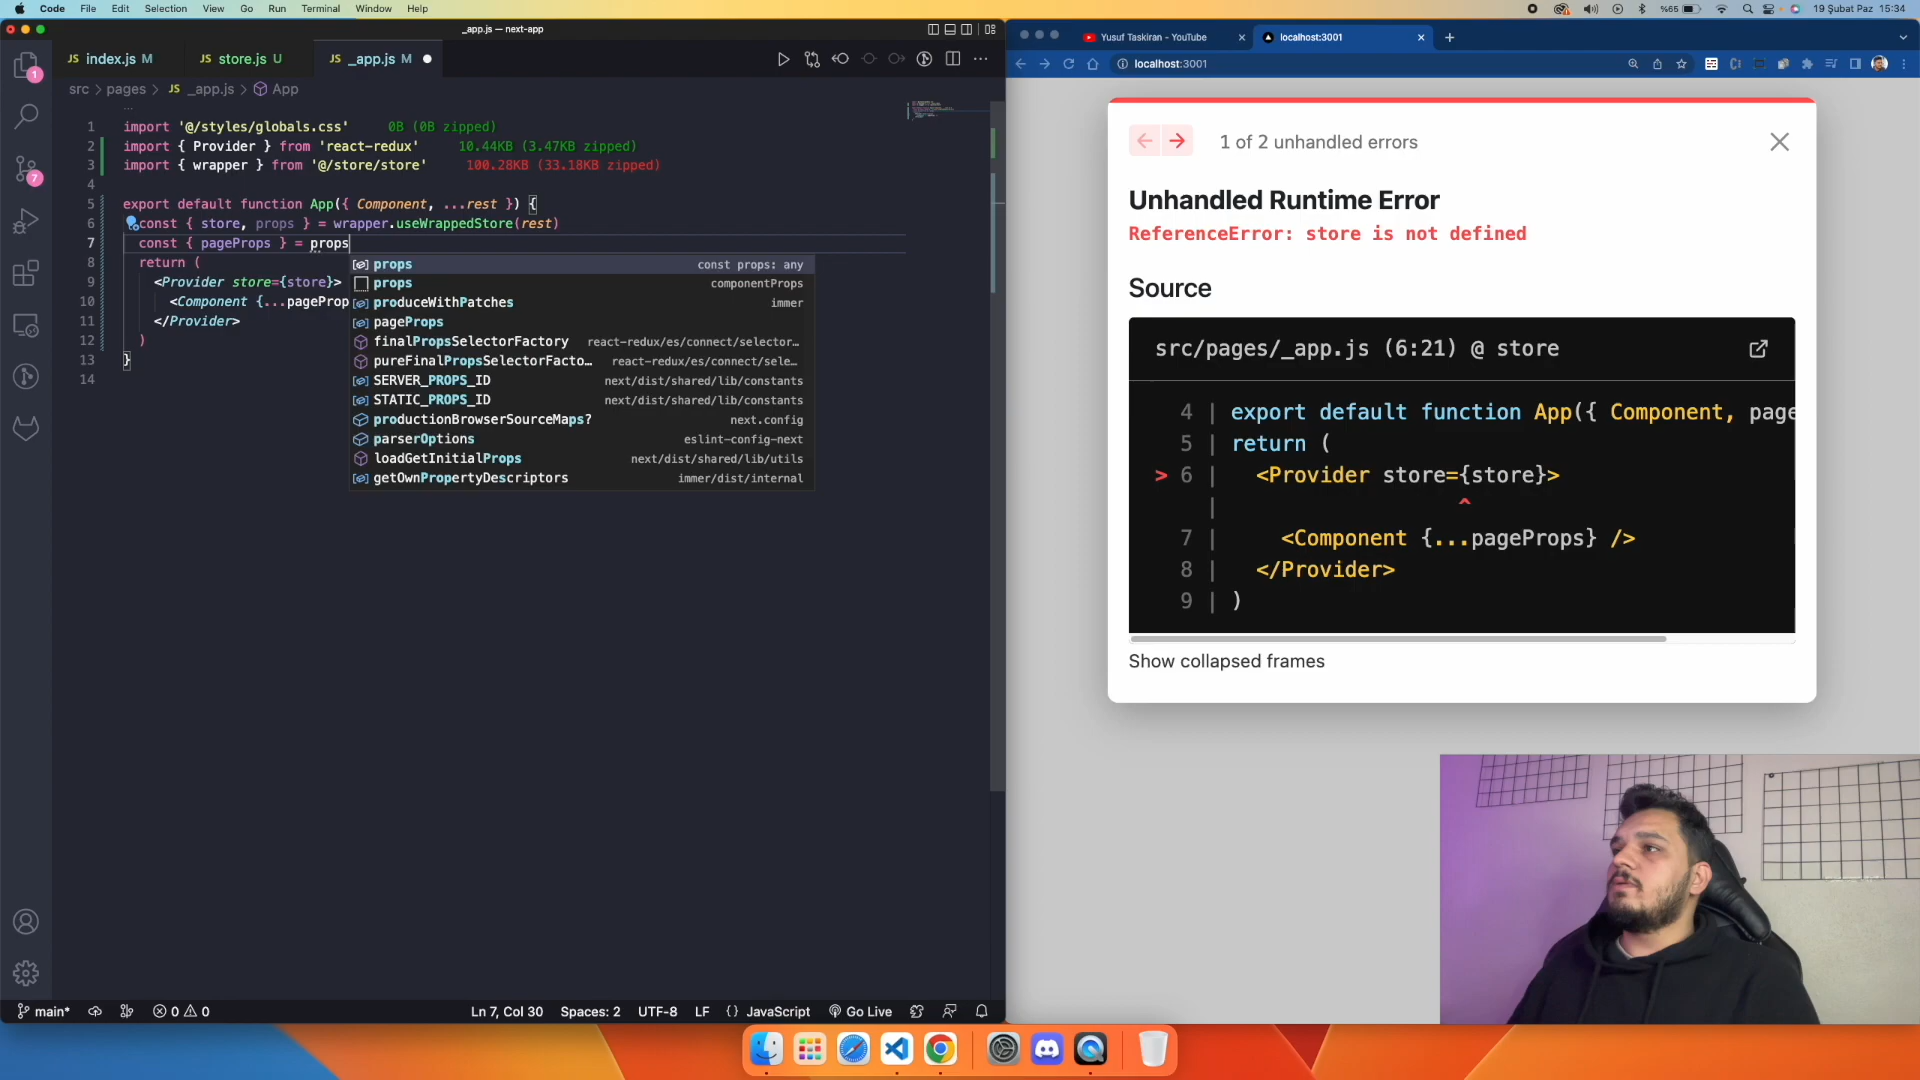 Code File Edit Selection View Go Run Terminal Window Help
%65
19 Şubat Paz 15:34
_app.js — next-app
JS index.js M
JS store.js U
JS _app.js M
src > pages > JS _app.js > App
1 import '@/styles/globals.css' 0B (0B zipped)
2 import { Provider } from 'react-redux' 10.44KB (3.47KB zipped)
3 import { wrapper } from '@/store/store' 100.28KB (33.18KB zipped)
4
5 export default function App({ Component, ...rest }) {
6 const { store, props } = wrapper.useWrappedStore(rest)
7 const { pageProps } = props
8 return (
9 <Provider store={store}>
10 <Component {...pageProp
11 </Provider>
12 )
13 }
14
props const props: any
props componentProps
produceWithPatches immer
pageProps
finalPropsSelectorFactory react-redux/es/connect/selector…
pureFinalPropsSelectorFacto… react-redux/es/connect/sele…
SERVER_PROPS_ID next/dist/shared/lib/constants
STATIC_PROPS_ID next/dist/shared/lib/constants
productionBrowserSourceMaps? next.config
parserOptions eslint-config-next
loadGetInitialProps next/dist/shared/lib/utils
getOwnPropertyDescriptors immer/dist/internal
1
7
main* 0 0
Ln 7, Col 30 Spaces: 2 UTF-8 LF {} JavaScript Go Live
Yusuf Taskiran - YouTube
localhost:3001
localhost:3001
1 of 2 unhandled errors
Unhandled Runtime Error
ReferenceError: store is not defined
Source
src/pages/_app.js (6:21) @ store
4 | export default function App({ Component, page
5 | return (
> 6 | <Provider store={store}>
| ^
7 | <Component {...pageProps} />
8 | </Provider>
9 | )
Show collapsed frames